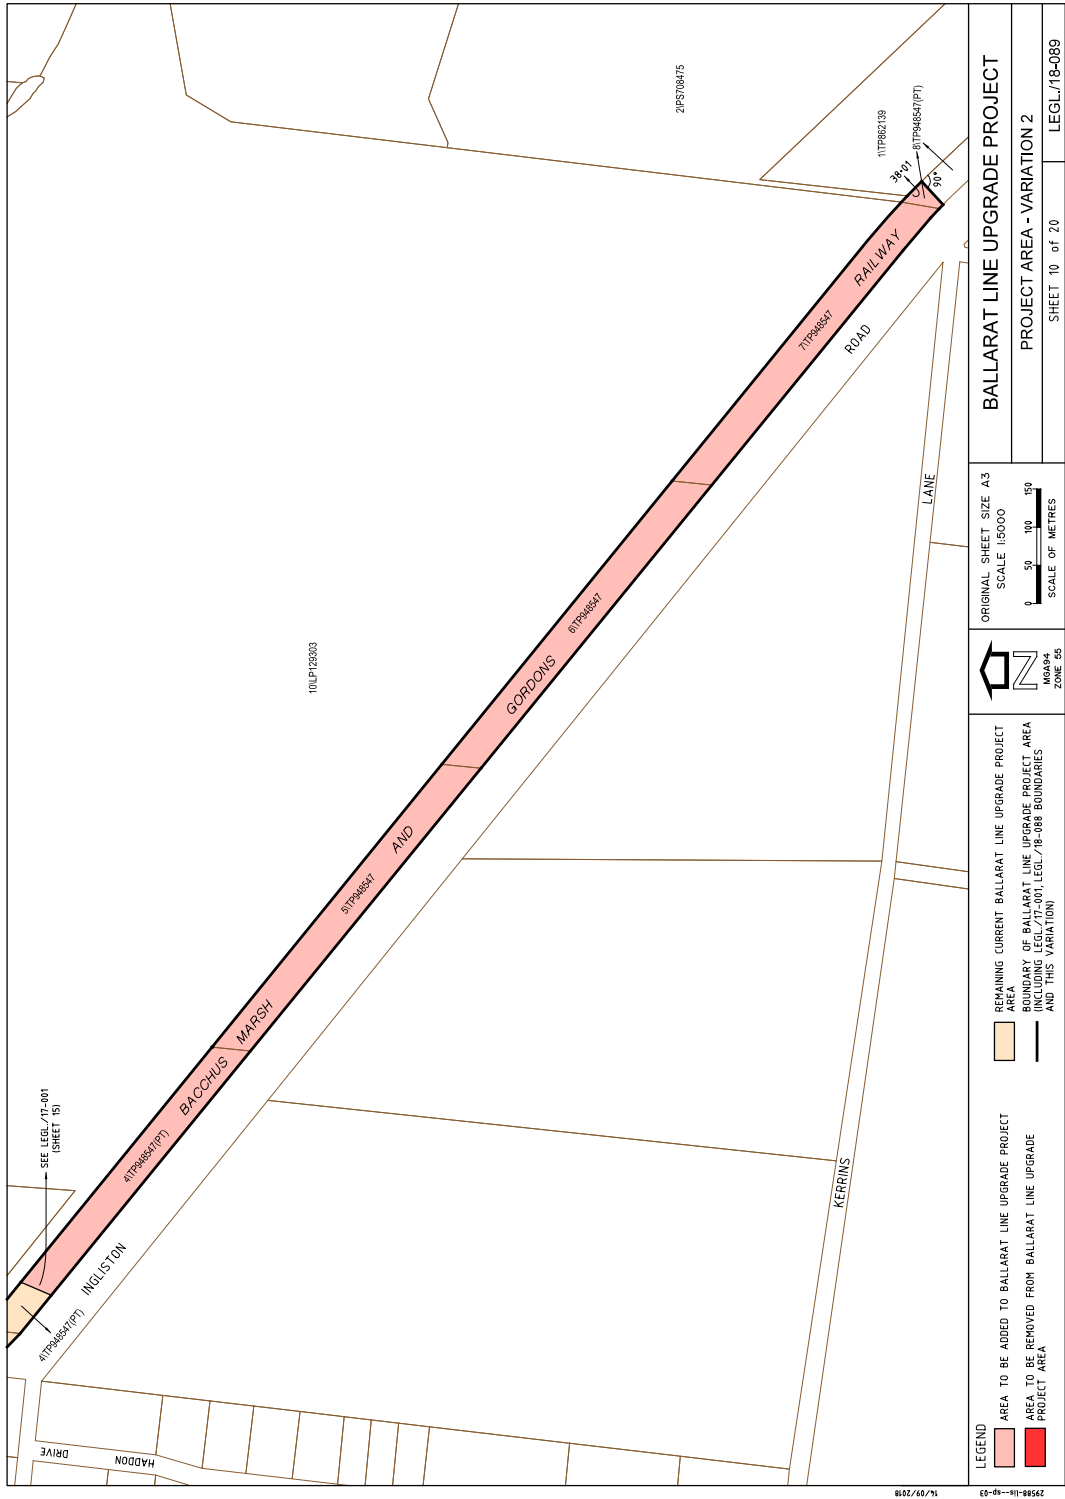 2\PS708475
1\TP862139
8\TP948547(PT)
38·01
90°
RAILWAY
7\TP948547
ROAD
LANE
6\TP948547
GORDONS
10\LP129303
AND
5\TP948547
MARSH
BACCHUS
4\TP948547(PT)
SEE LEGL./17-001
(SHEET 15)
INGLISTON
4\TP948547(PT)
KERRINS
HADDON
DRIVE
LEGEND
AREA TO BE ADDED TO BALLARAT LINE UPGRADE PROJECT
AREA TO BE REMOVED FROM BALLARAT LINE UPGRADE
PROJECT AREA
REMAINING CURRENT BALLARAT LINE UPGRADE PROJECT
AREA
BOUNDARY OF BALLARAT LINE UPGRADE PROJECT AREA
(INCLUDING LEGL./17-001, LEGL./18-088 BOUNDARIES
AND THIS VARIATION)
N
MGA94
ZONE 55
ORIGINAL SHEET SIZE A3
SCALE 1:5000
0 50 100 150
SCALE OF METRES
BALLARAT LINE UPGRADE PROJECT
PROJECT AREA - VARIATION 2
SHEET 10 of 20
LEGL./18-089
14/09/2018
29588-lis--sp-03